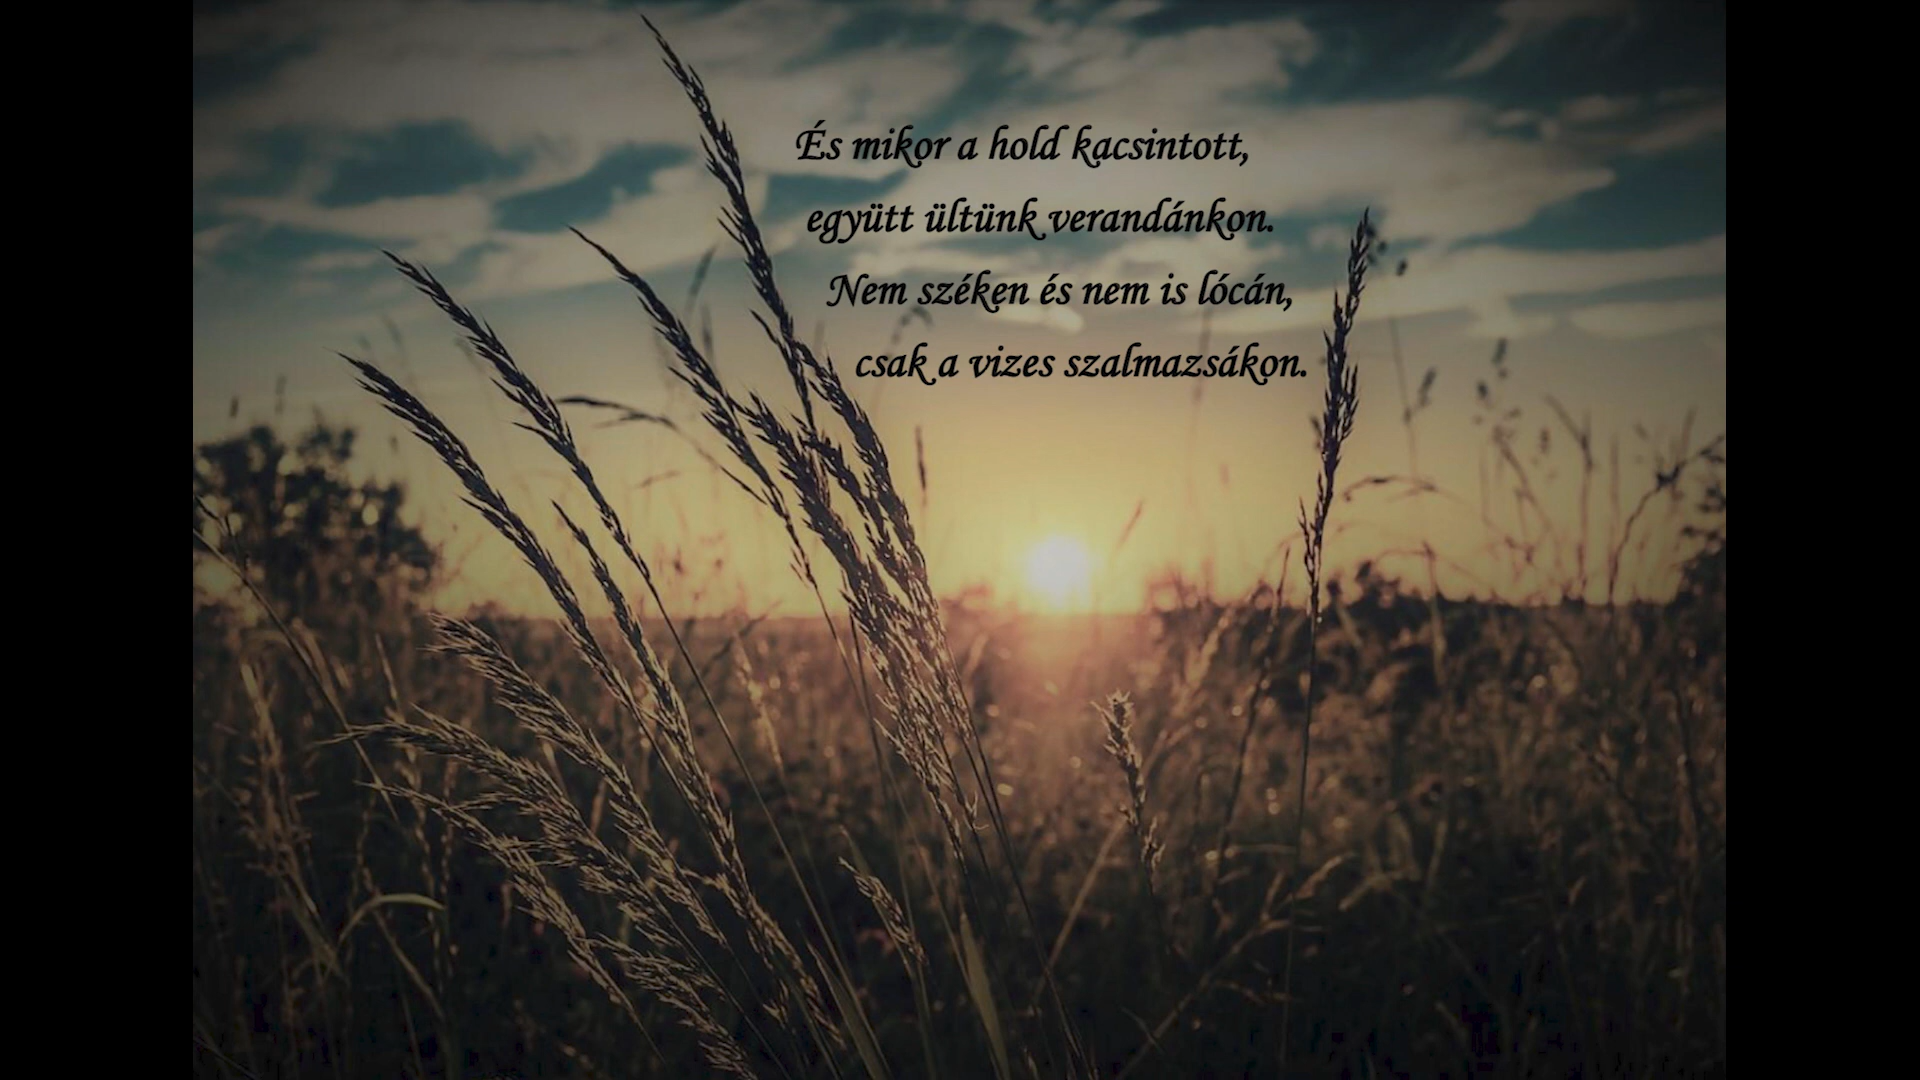 És mikor a hold kacsintott,
együtt ültünk verandánkon.
Nem széken és nem is lócán,
csak a vizes szalmazsákon.